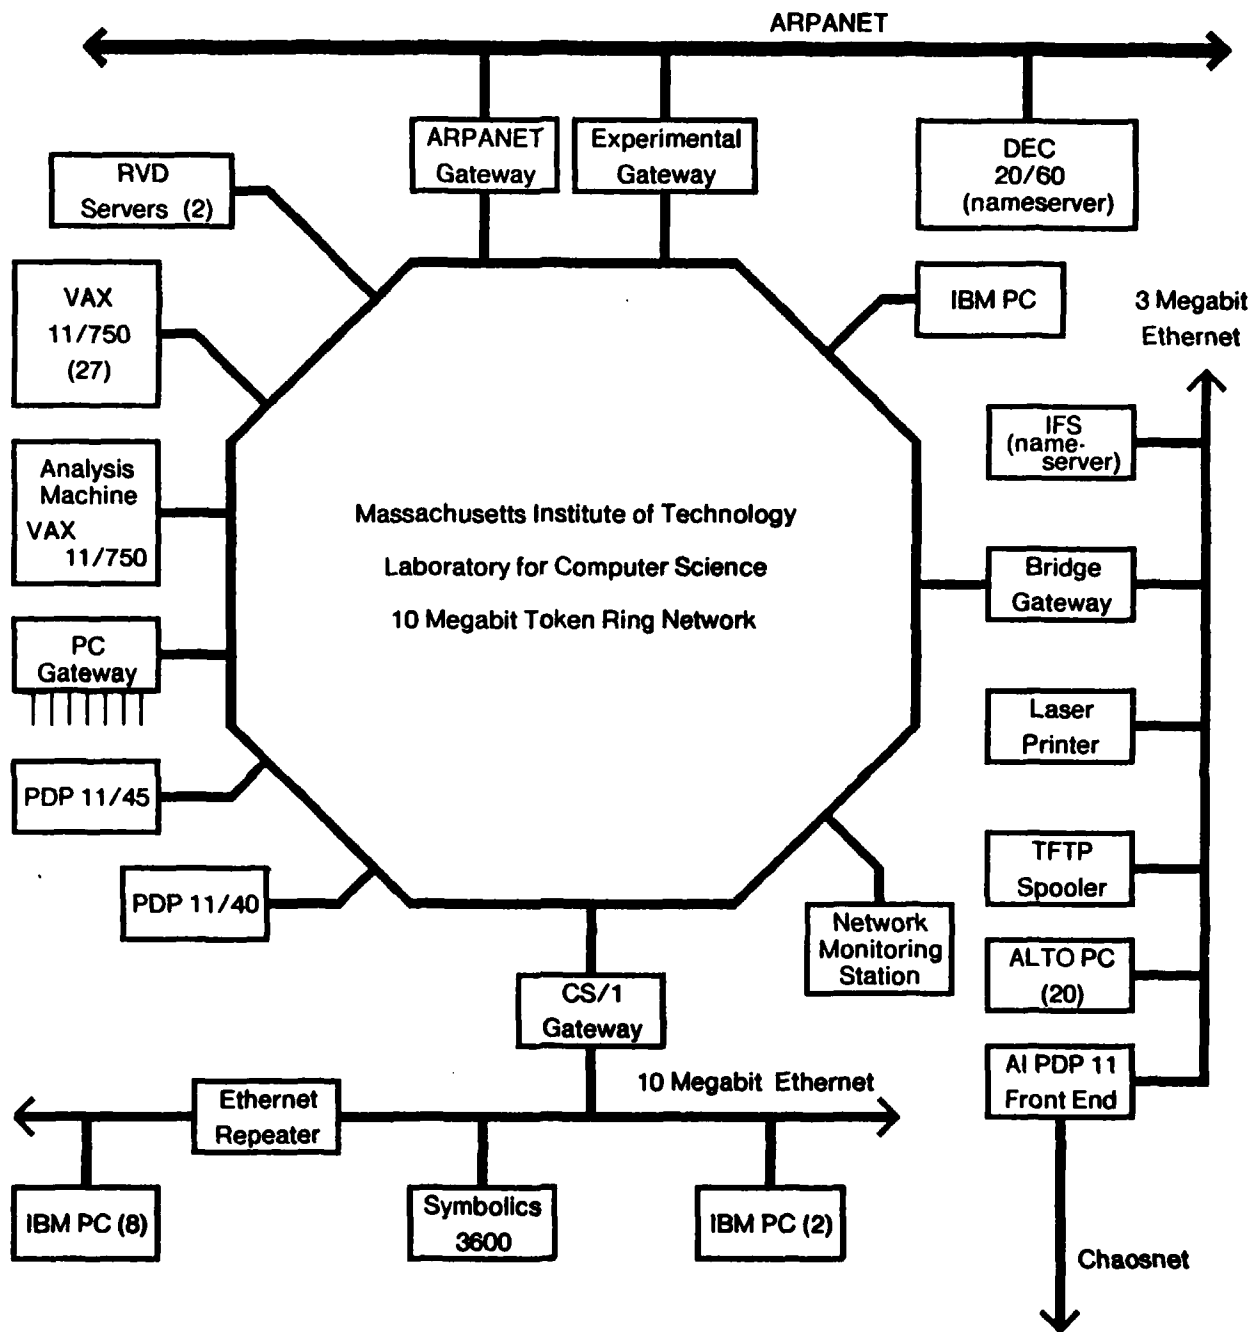 ARPANET
ARPANET
Gateway
Experimental
Gateway
DEC
20/60
(nameserver)
RVD
Servers (2)
VAX
11/750
(27)
IBM PC
3 Megabit
Ethernet
IFS
(name-
server)
Analysis
Machine
VAX
11/750
Massachusetts Institute of Technology
Laboratory for Computer Science
10 Megabit Token Ring Network
Bridge
Gateway
PC
Gateway
Laser
Printer
PDP 11/45
TFTP
Spooler
PDP 11/40
Network
Monitoring
Station
ALTO PC
(20)
CS/1
Gateway
AI PDP 11
Front End
10 Megabit Ethernet
Ethernet
Repeater
IBM PC (8)
Symbolics
3600
IBM PC (2)
Chaosnet